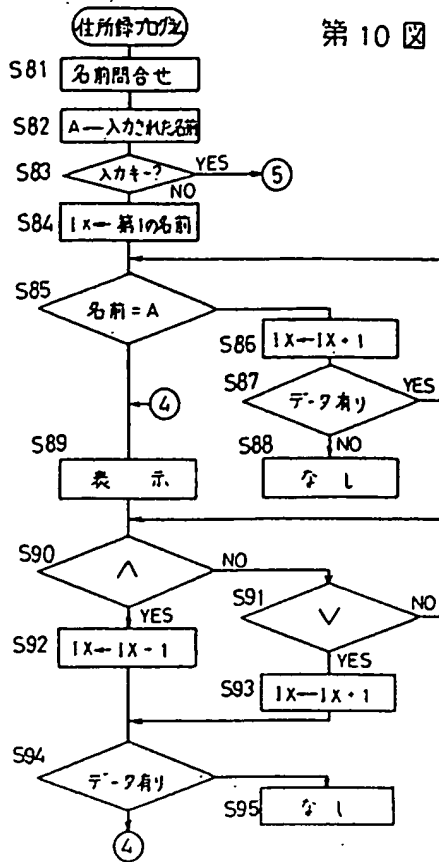 第10図
住所録プログラム
S81 名前問合せ
S82 A←入力された名前
S83 入力キー? YES ⑤
NO
S84 IX←第1の名前
S85 名前=A
S86 IX←IX+1
S87 データ有り YES
NO
S88 なし
④
S89 表示
S90 ∧ NO
YES
S91 ∨ NO
YES
S92 IX←IX-1
S93 IX←IX+1
S94 データ有り
S95 なし
④